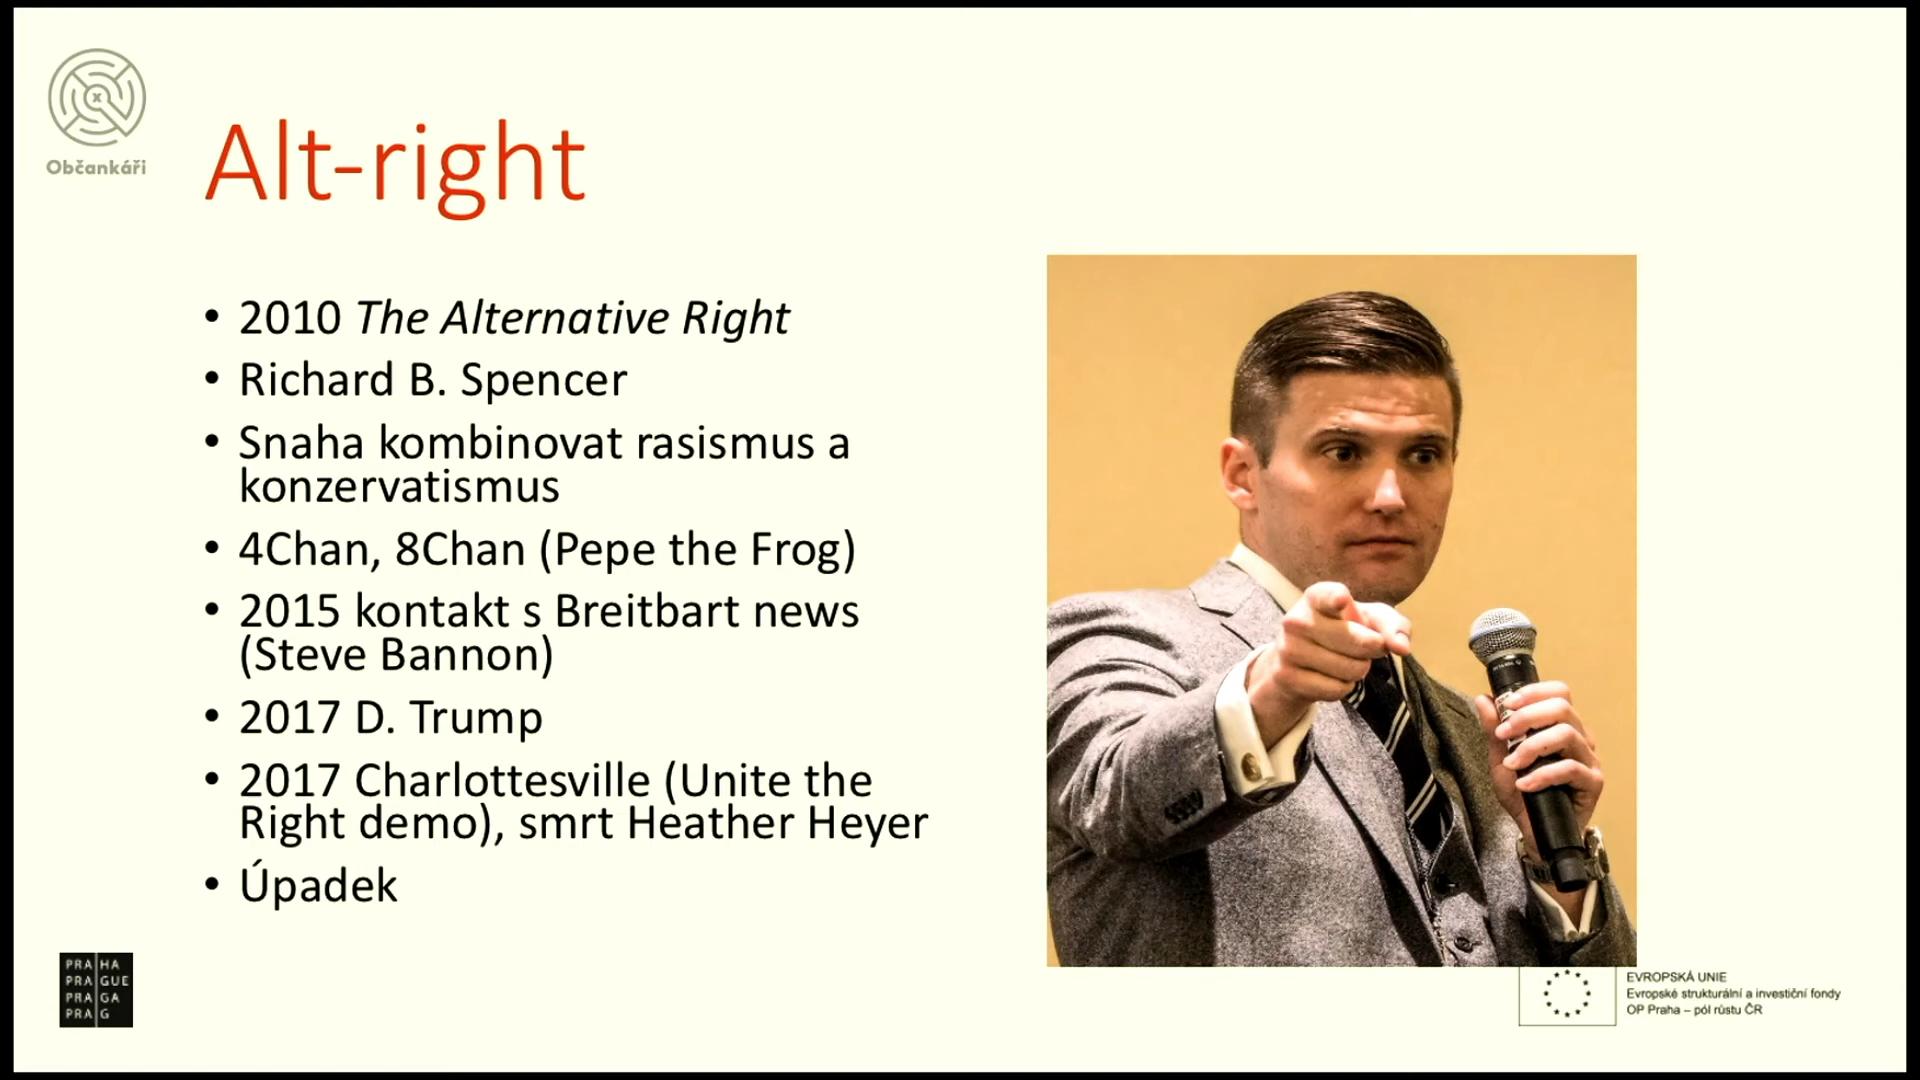 Občankáři
Alt-right
• 2010 The Alternative Right
• Richard B. Spencer
• Snaha kombinovat rasismus a
konzervatismus
• 4Chan, 8Chan (Pepe the Frog)
• 2015 kontakt s Breitbart news
(Steve Bannon)
• 2017 D. Trump
• 2017 Charlottesville (Unite the
Right demo), smrt Heather Heyer
• Úpadek
PRA HA
PRA GUE
PRA GA
PRA G
EVROPSKÁ UNIE
Evropské strukturální a investiční fondy
OP Praha – pól růstu ČR